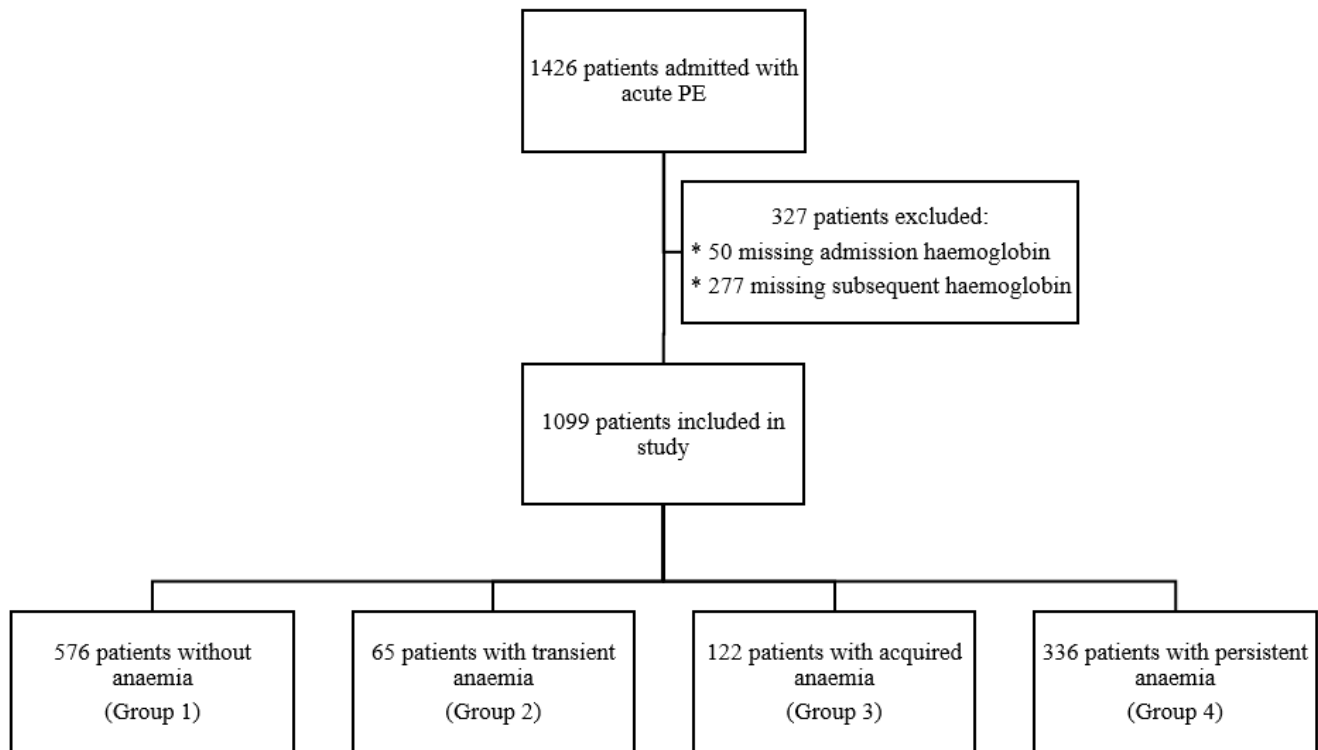 1426 patients admitted with
acute PE
327 patients excluded:
* 50 missing admission haemoglobin
* 277 missing subsequent haemoglobin
1099 patients included in
study
576 patients without
anaemia
(Group 1)
65 patients with transient
anaemia
(Group 2)
122 patients with acquired
anaemia
(Group 3)
336 patients with persistent
anaemia
(Group 4)